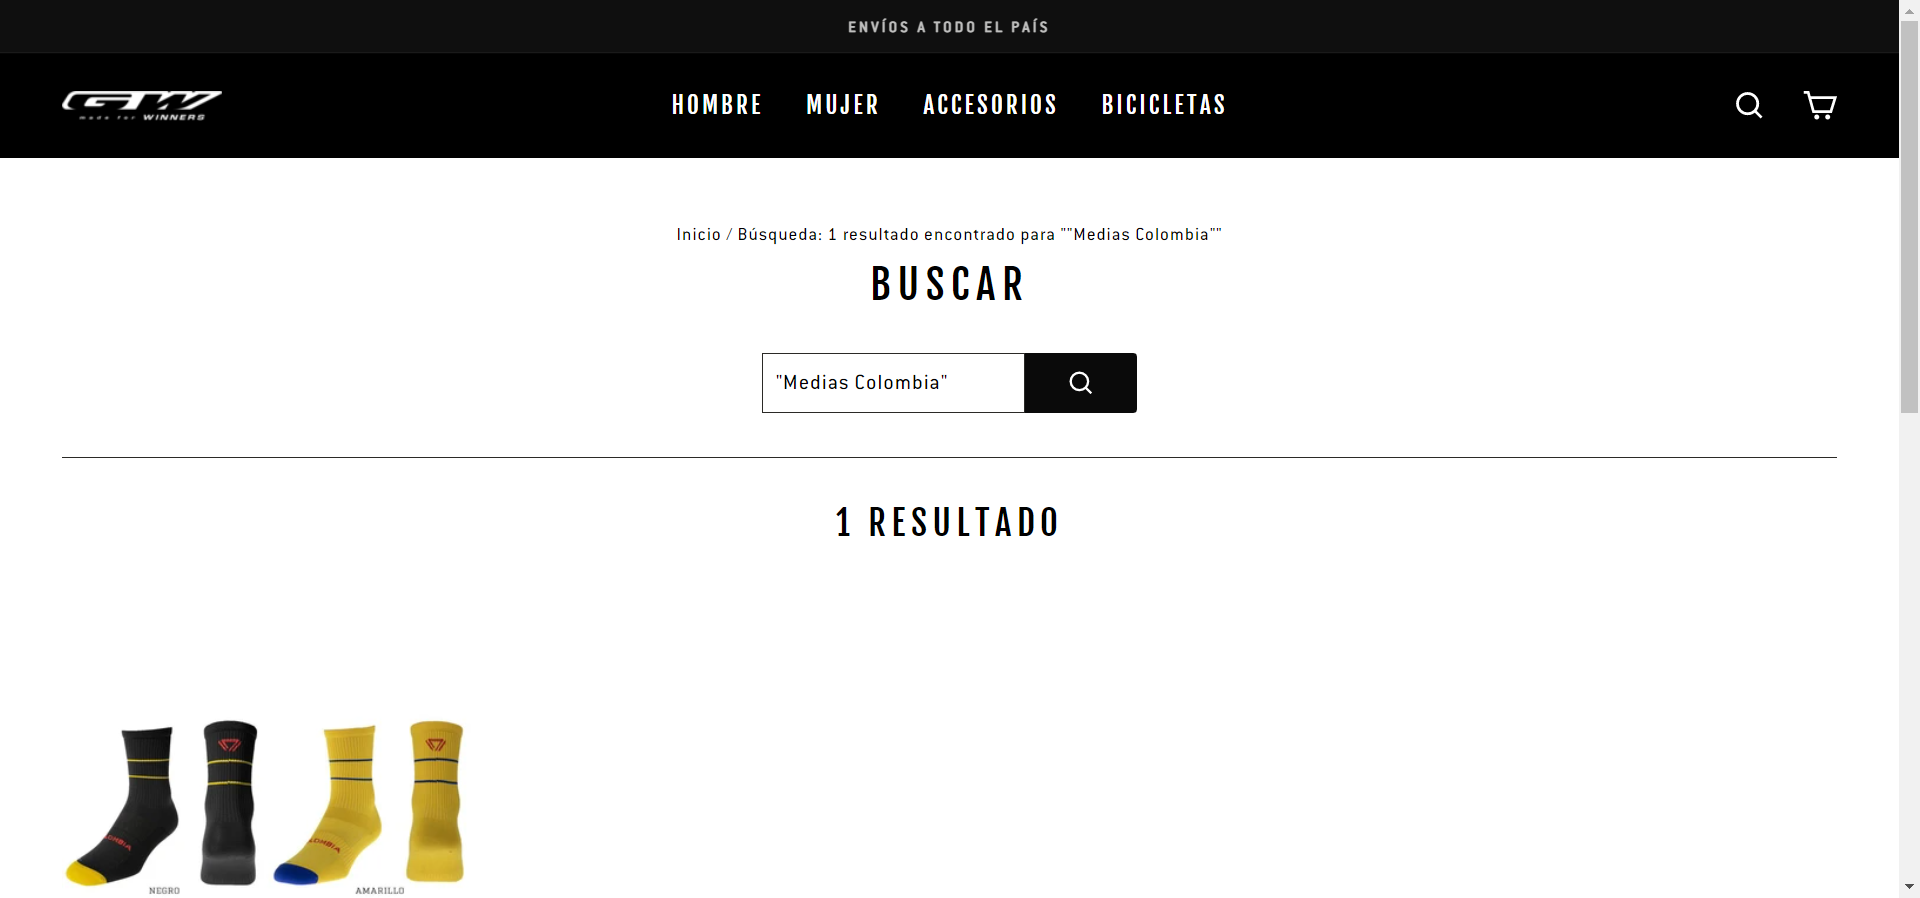 ENVÍOS A TODO EL PAÍS
GW
made for WINNERS
HOMBRE MUJER ACCESORIOS BICICLETAS
Inicio / Búsqueda: 1 resultado encontrado para ""Medias Colombia""
BUSCAR
"Medias Colombia"
1 RESULTADO
NEGRO
AMARILLO